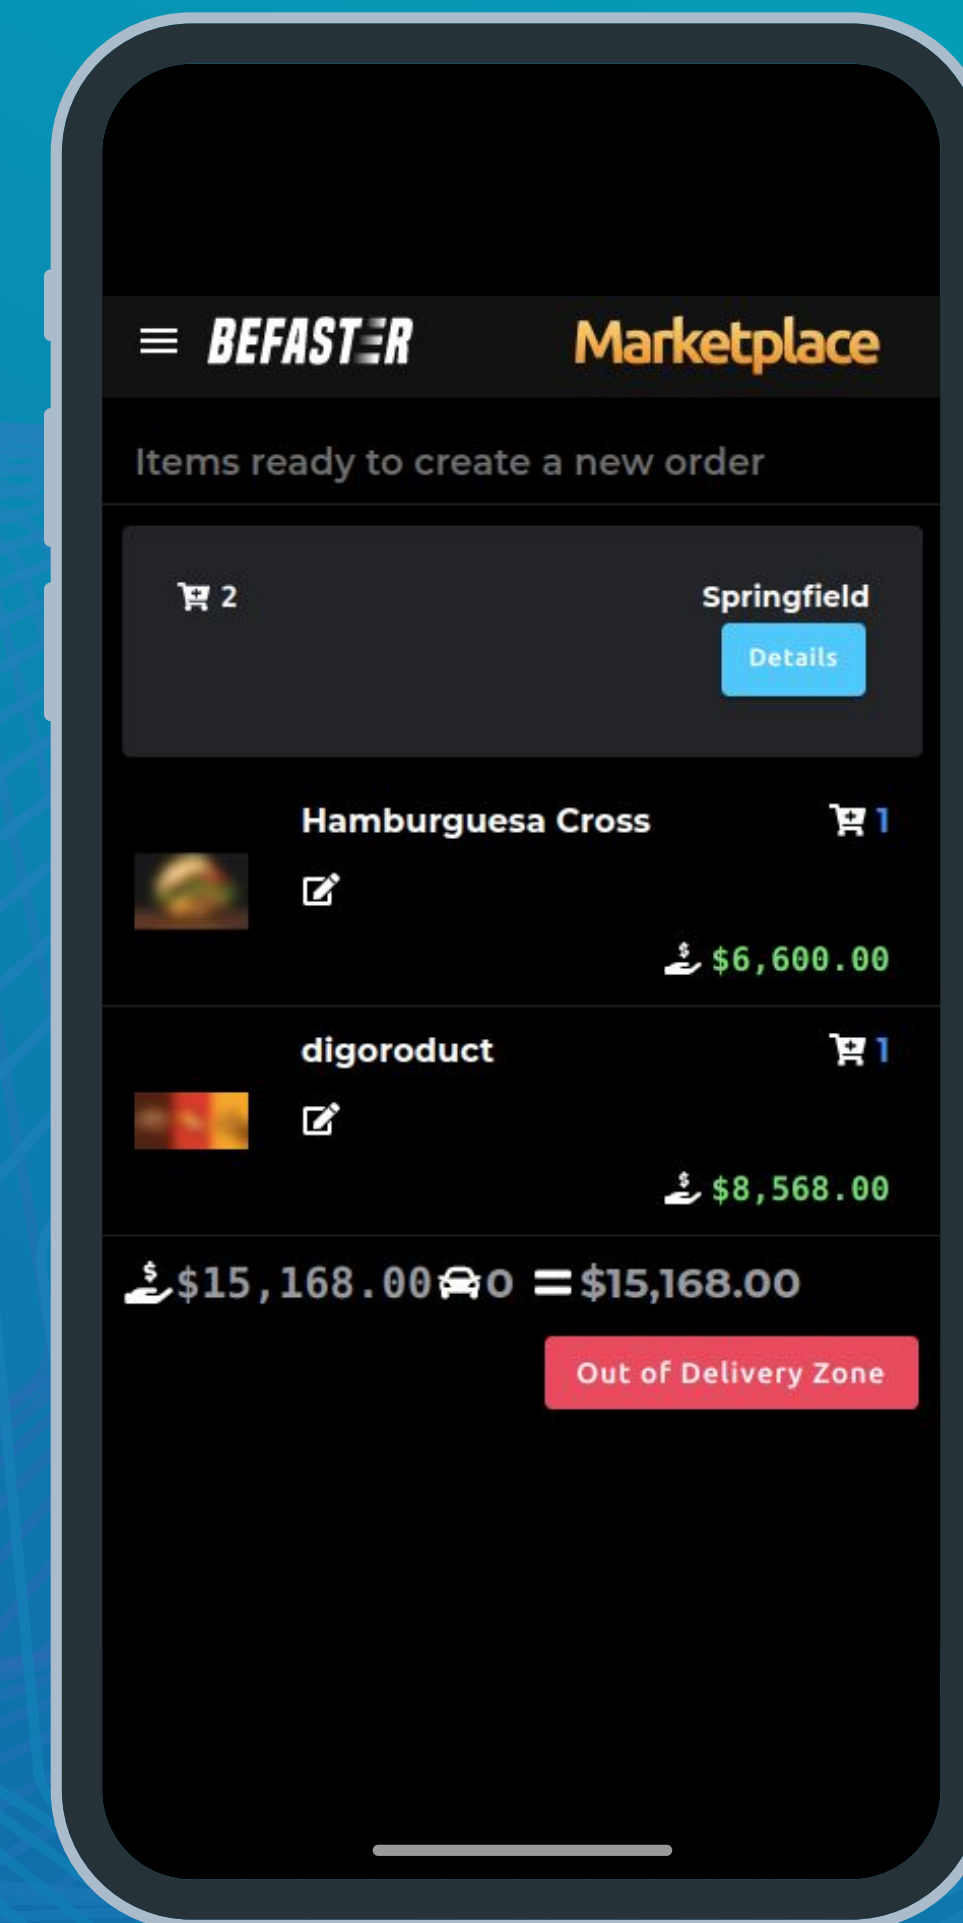 BEFASTER Marketplace
Items ready to create a new order
2 Springfield
Details
Hamburguesa Cross 1
$6,600.00
digoroduct 1
$8,568.00
$15,168.00 0 = $15,168.00
Out of Delivery Zone